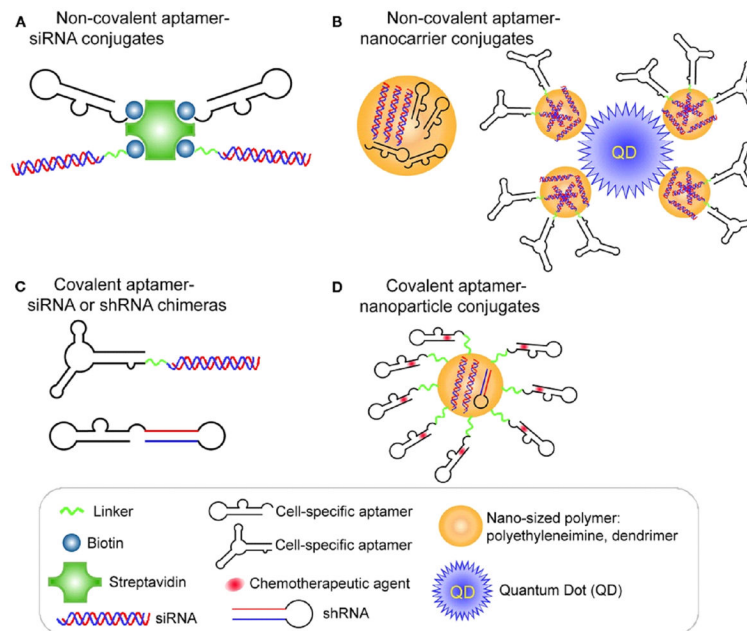 A
Non-covalent aptamer-
siRNA conjugates
B
Non-covalent aptamer-
nanocarrier conjugates
QD
C
Covalent aptamer-
siRNA or shRNA chimeras
D
Covalent aptamer-
nanoparticle conjugates
Linker
Biotin
Streptavidin
siRNA
Cell-specific aptamer
Cell-specific aptamer
Chemotherapeutic agent
shRNA
Nano-sized polymer:
polyethyleneimine, dendrimer
QD
Quantum Dot (QD)